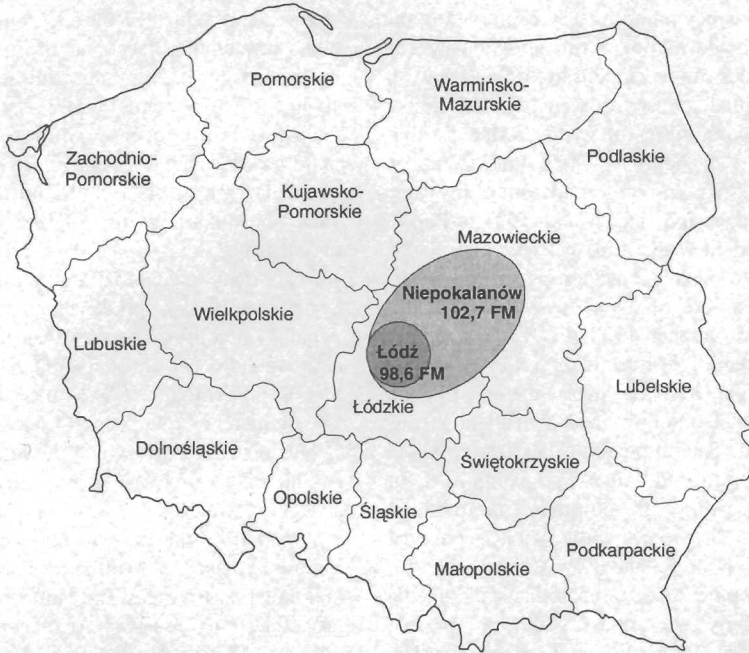 Pomorskie
Warmińsko-
Mazurskie
Zachodnio-
Pomorskie
Podlaskie
Kujawsko-
Pomorskie
Mazowieckie
Niepokalanów
102,7 FM
Wielkpolskie
Lubuskie
Łódź
98,6 FM
Lubelskie
Łódzkie
Dolnośląskie
Świętokrzyskie
Opolskie
Śląskie
Podkarpackie
Małopolskie